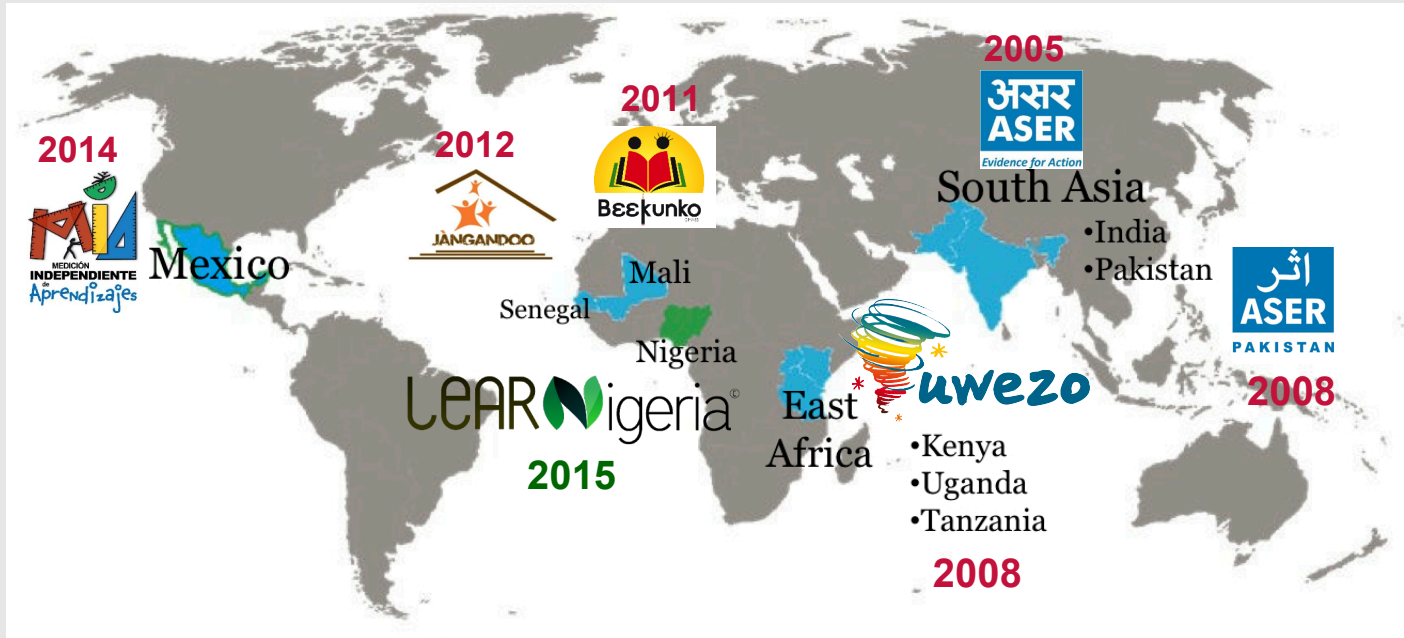 2005
असर
ASER
Evidence for Action
South Asia
•India
•Pakistan
2011
Beekunko
2012
JÀNGANDOO
2014
MIA
MEDICIÓN
INDEPENDIENTE
de
Aprendizajes
Mexico
Mali
Senegal
Nigeria
LEARNigeria©
2015
اثر
ASER
PAKISTAN
2008
uwezo
East
Africa
•Kenya
•Uganda
•Tanzania
2008